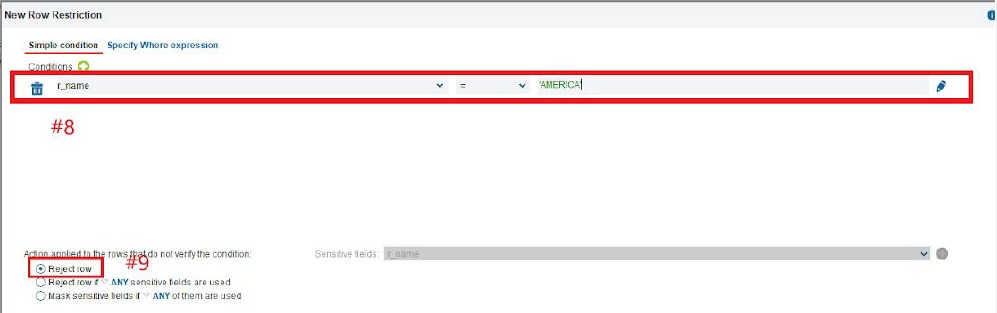 New Row Restriction
Simple condition Specify Where expression
Conditions
r_name = 'AMERICA'
#8
Action applied to the rows that do not verify the condition: Sensitive fields: r_name
Reject row #9
Reject row if ANY sensitive fields are used
Mask sensitive fields if ANY of them are used